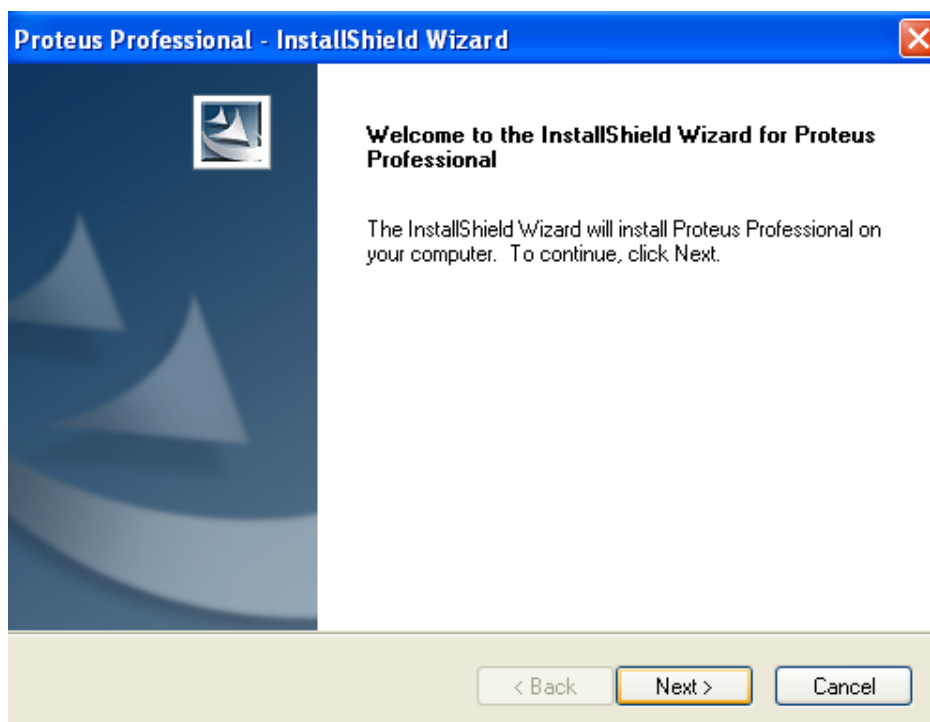 Proteus Professional - InstallShield Wizard
Welcome to the InstallShield Wizard for Proteus
Professional
The InstallShield Wizard will install Proteus Professional on
your computer. To continue, click Next.
< Back
Next >
Cancel